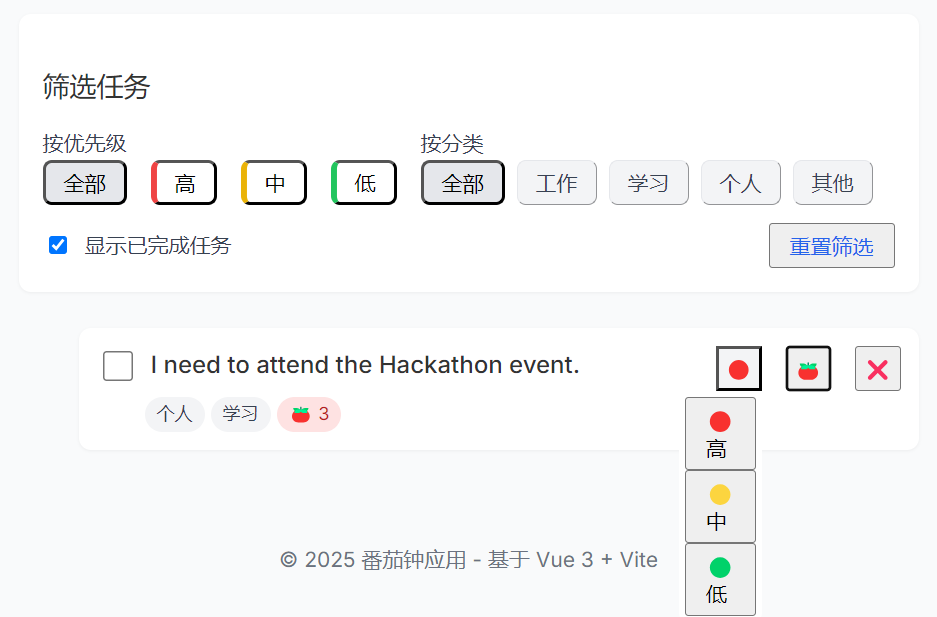 筛选任务
按优先级 按分类
全部 高 中 低 全部 工作 学习 个人 其他
显示已完成任务 重置筛选
I need to attend the Hackathon event.
个人 学习 3
高
中
低
© 2025 番茄钟应用 - 基于 Vue 3 + Vite